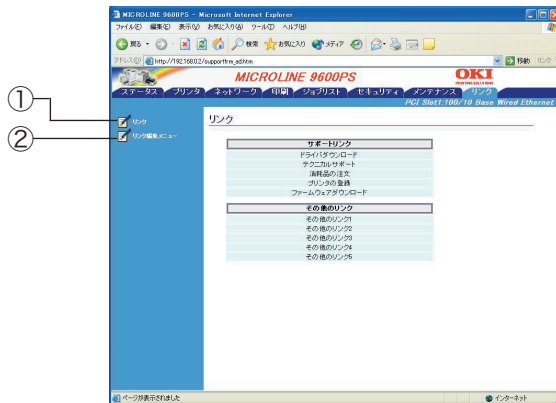 MICROLINE 9600PS - Microsoft Internet Explorer
ファイル(F) 編集(E) 表示(V) お気に入り(A) ツール(T) ヘルプ(H)
戻る 検索 お気に入り メディア
アドレス(D) http://192.168.0.2/support/rm_ad.htm 移動 リンク
MICROLINE 9600PS
OKI
PRINTING SOLUTIONS
ステータス プリンタ ネットワーク 印刷 ジョブリスト セキュリティ メンテナンス リンク
PCI Slot1:100/10 Base Wired Ethernet
① リンク
② リンク編集メニュー
リンク
サポートリンク
ドライバダウンロード
テクニカルサポート
消耗品の注文
プリンタの登録
ファームウェアダウンロード
その他のリンク
その他のリンク1
その他のリンク2
その他のリンク3
その他のリンク4
その他のリンク5
ページが表示されました
インターネット